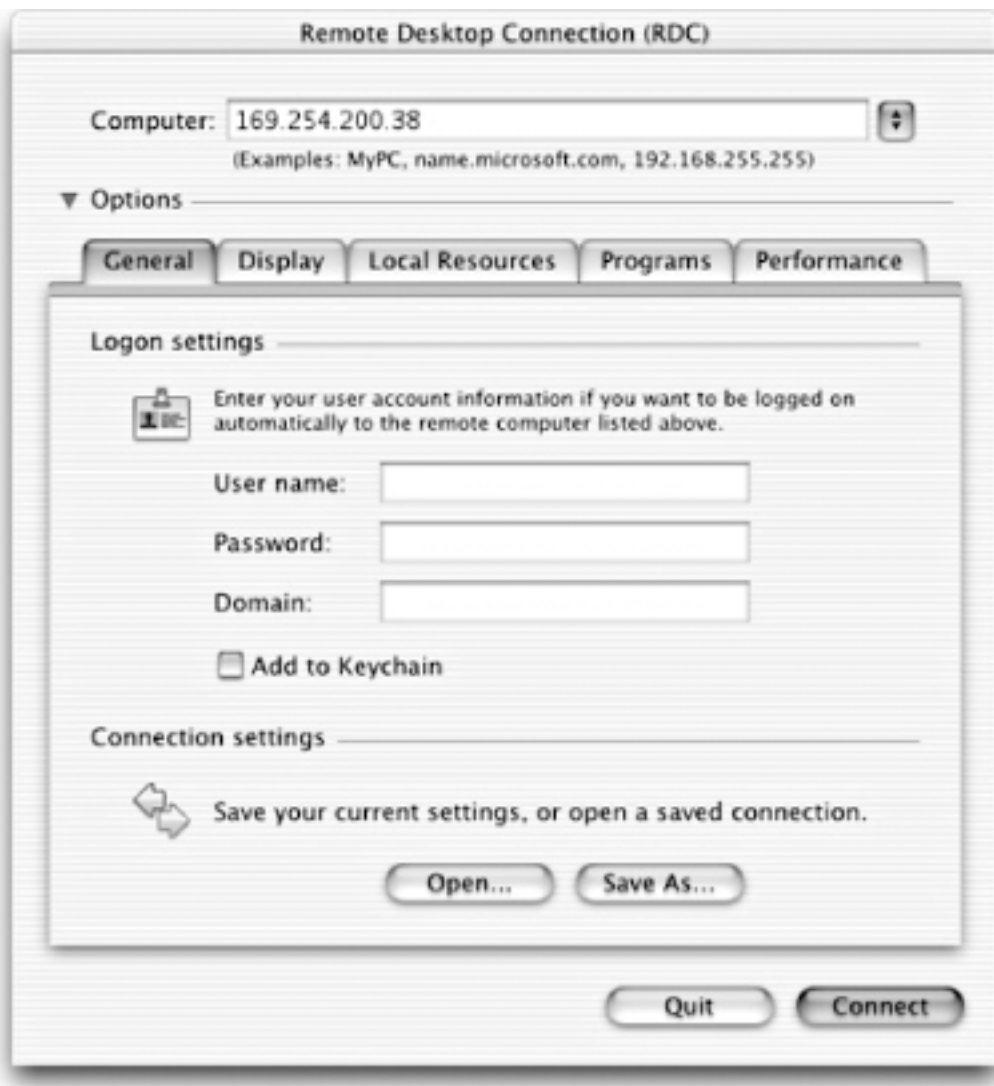 Remote Desktop Connection (RDC)
Computer: 169.254.200.38
(Examples: MyPC, name.microsoft.com, 192.168.255.255)
Options
General Display Local Resources Programs Performance
Logon settings
Enter your user account information if you want to be logged on
automatically to the remote computer listed above.
User name:
Password:
Domain:
Add to Keychain
Connection settings
Save your current settings, or open a saved connection.
Open... Save As...
Quit Connect